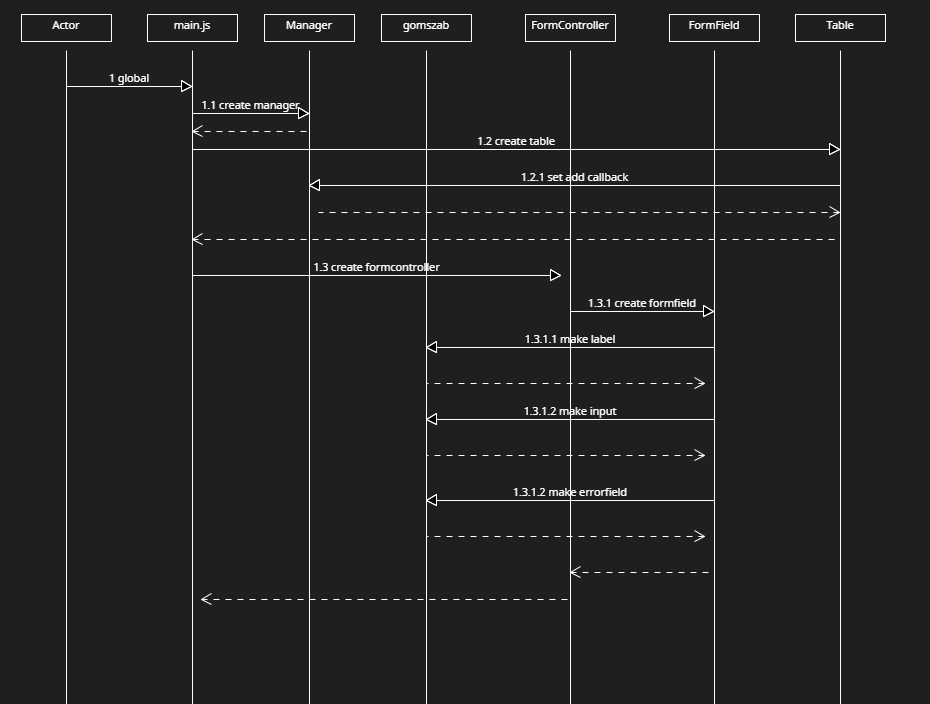 Actor
main.js
Manager
gomszab
FormController
FormField
Table
1 global
1.1 create manager
1.2 create table
1.2.1 set add callback
1.3 create formcontroller
1.3.1 create formfield
1.3.1.1 make label
1.3.1.2 make input
1.3.1.2 make errorfield